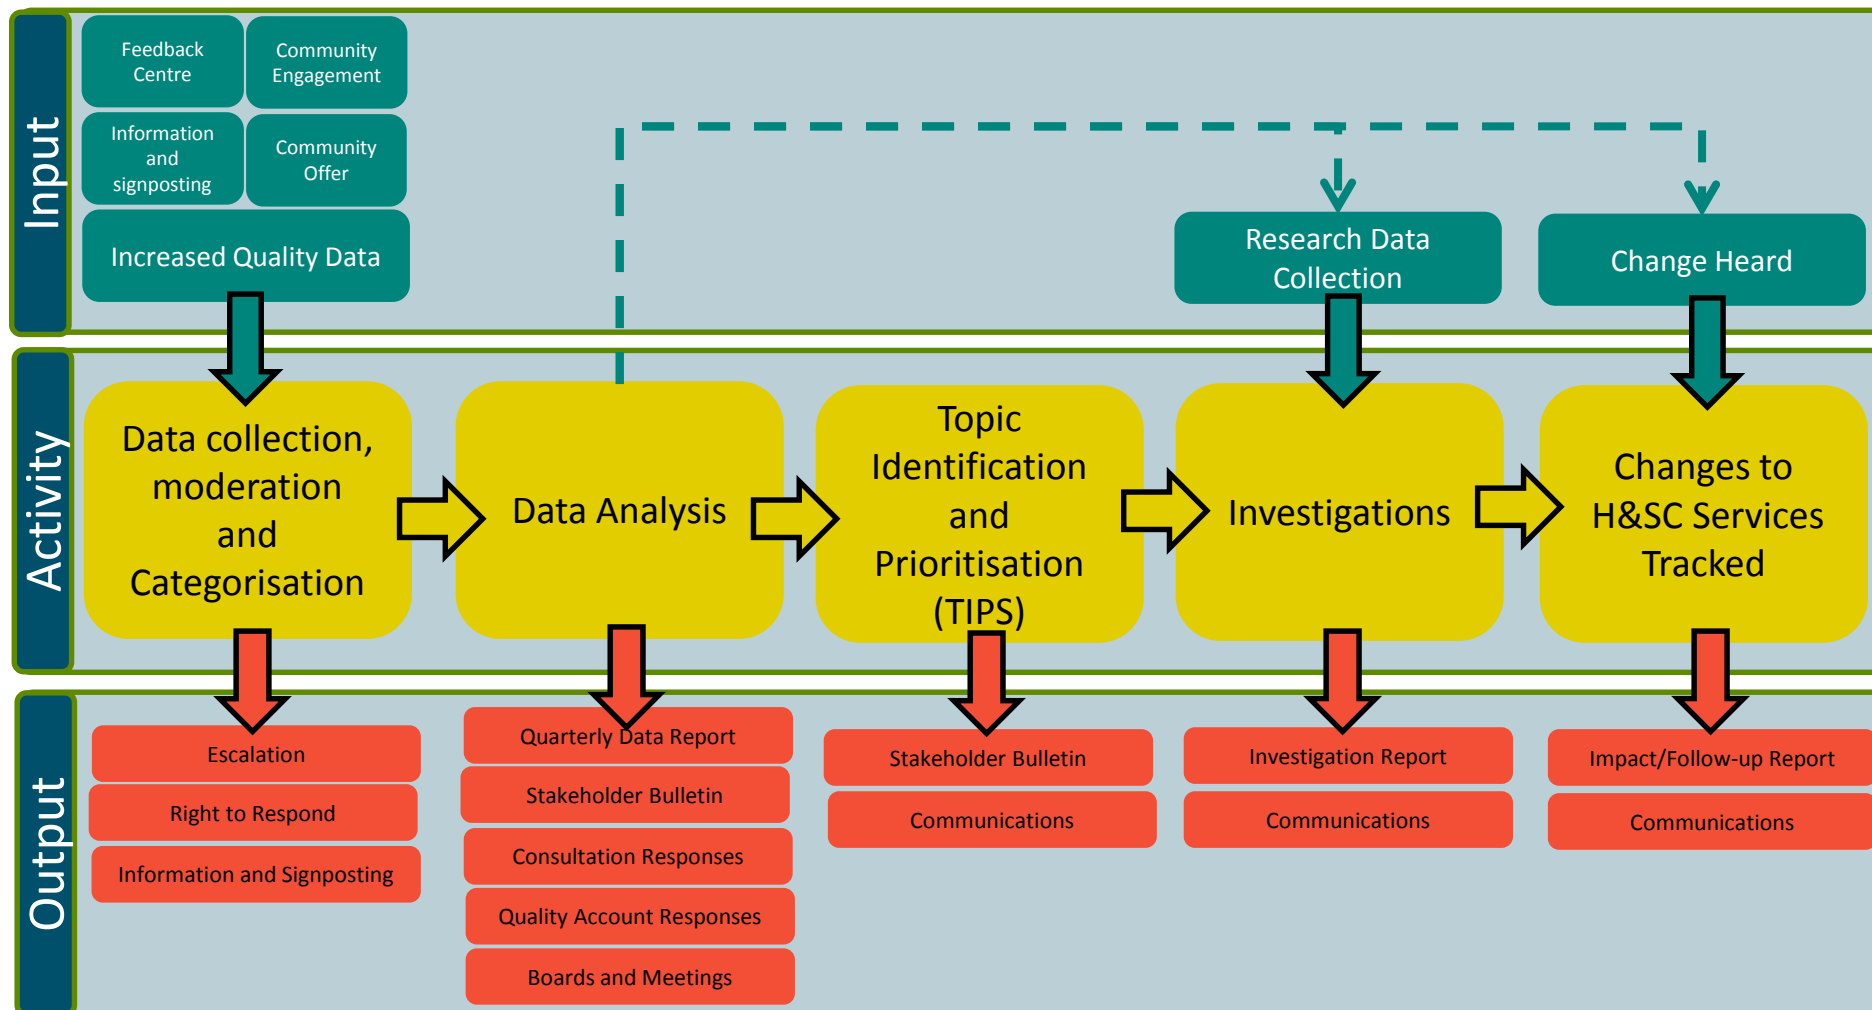 Input
Feedback
Centre
Community
Engagement
Information
and
signposting
Community
Offer
Increased Quality Data
Research Data
Collection
Change Heard
Activity
Data collection,
moderation
and
Categorisation
Data Analysis
Topic
Identification
and
Prioritisation
(TIPS)
Investigations
Changes to
H&SC Services
Tracked
Output
Escalation
Right to Respond
Information and Signposting
Quarterly Data Report
Stakeholder Bulletin
Consultation Responses
Quality Account Responses
Boards and Meetings
Stakeholder Bulletin
Communications
Investigation Report
Communications
Impact/Follow-up Report
Communications